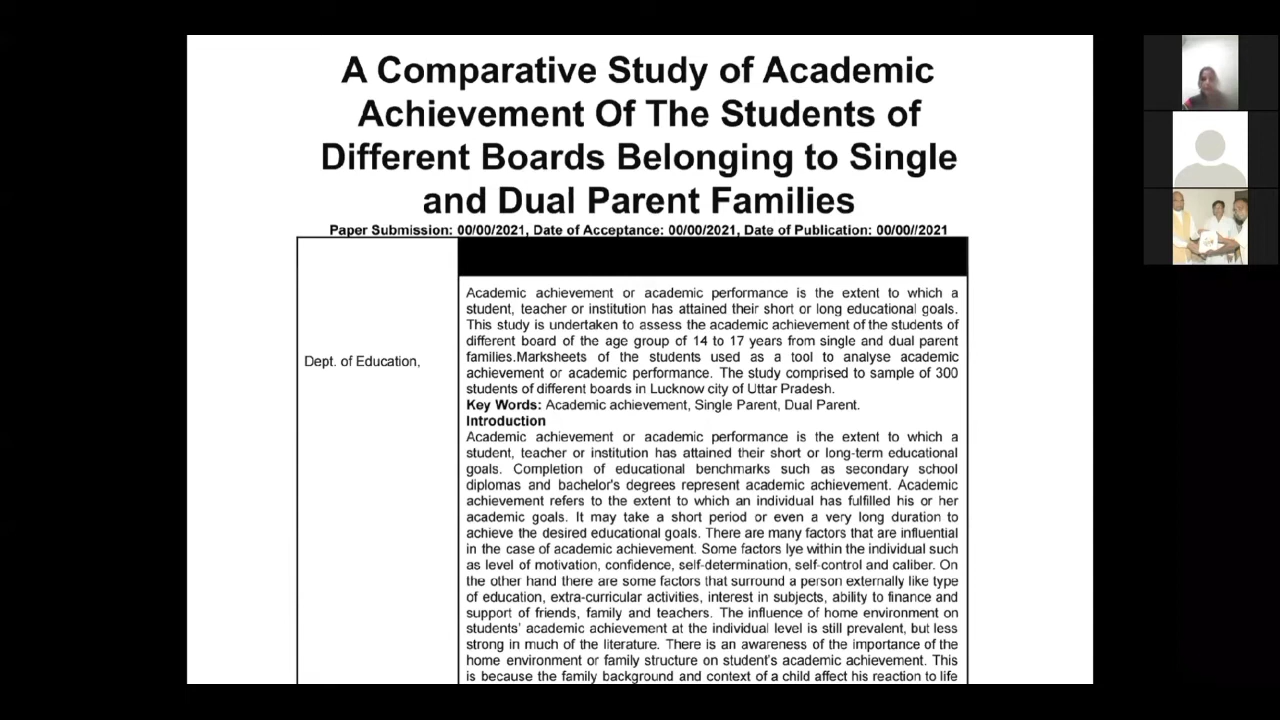 A Comparative Study of Academic
Achievement Of The Students of
Different Boards Belonging to Single
and Dual Parent Families
Paper Submission: 00/00/2021, Date of Acceptance: 00/00/2021, Date of Publication: 00/00//2021
Dept. of Education,
Academic achievement or academic performance is the extent to which a
student, teacher or institution has attained their short or long educational goals.
This study is undertaken to assess the academic achievement of the students of
different board of the age group of 14 to 17 years from single and dual parent
families.Marksheets of the students used as a tool to analyse academic
achievement or academic performance. The study comprised to sample of 300
students of different boards in Lucknow city of Uttar Pradesh.
Key Words: Academic achievement, Single Parent, Dual Parent.
Introduction
Academic achievement or academic performance is the extent to which a
student, teacher or institution has attained their short or long-term educational
goals. Completion of educational benchmarks such as secondary school
diplomas and bachelor's degrees represent academic achievement. Academic
achievement refers to the extent to which an individual has fulfilled his or her
academic goals. It may take a short period or even a very long duration to
achieve the desired educational goals. There are many factors that are influential
in the case of academic achievement. Some factors lye within the individual such
as level of motivation, confidence, self-determination, self-control and caliber. On
the other hand there are some factors that surround a person externally like type
of education, extra-curricular activities, interest in subjects, ability to finance and
support of friends, family and teachers. The influence of home environment on
students' academic achievement at the individual level is still prevalent, but less
strong in much of the literature. There is an awareness of the importance of the
home environment or family structure on student's academic achievement. This
is because the family background and context of a child affect his reaction to life